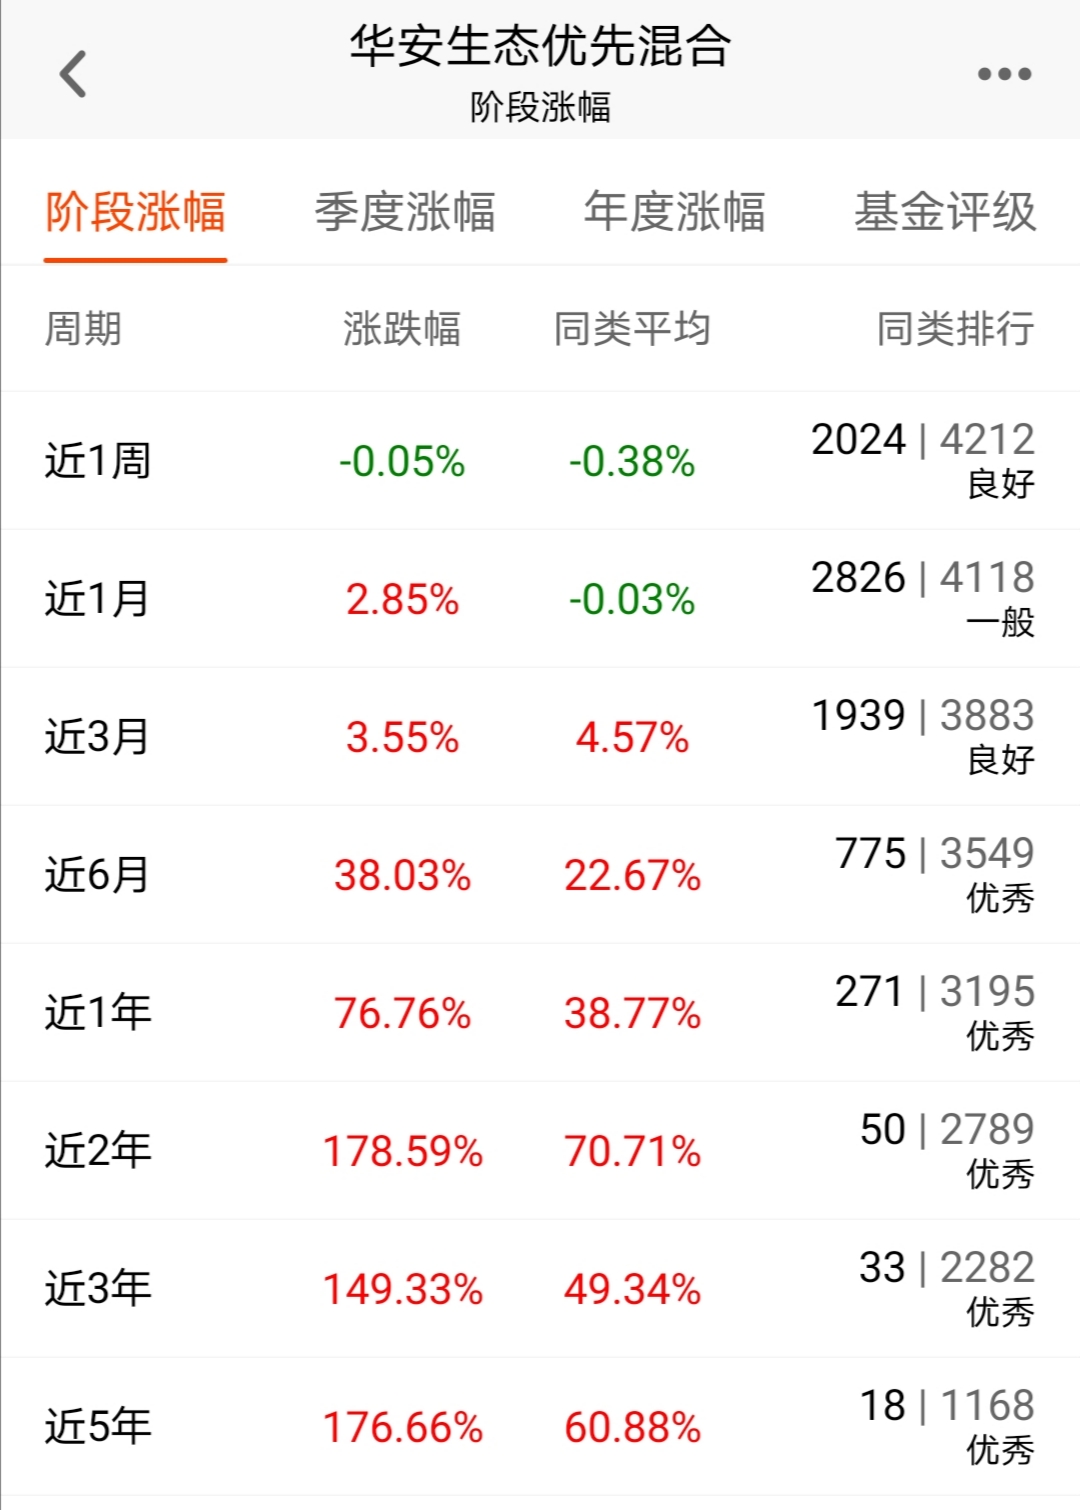 华安生态优先混合
阶段涨幅
阶段涨幅 季度涨幅 年度涨幅 基金评级
周期 涨跌幅 同类平均 同类排行
近1周 -0.05% -0.38% 2024 | 4212
良好
近1月 2.85% -0.03% 2826 | 4118
一般
近3月 3.55% 4.57% 1939 | 3883
良好
近6月 38.03% 22.67% 775 | 3549
优秀
近1年 76.76% 38.77% 271 | 3195
优秀
近2年 178.59% 70.71% 50 | 2789
优秀
近3年 149.33% 49.34% 33 | 2282
优秀
近5年 176.66% 60.88% 18 | 1168
优秀